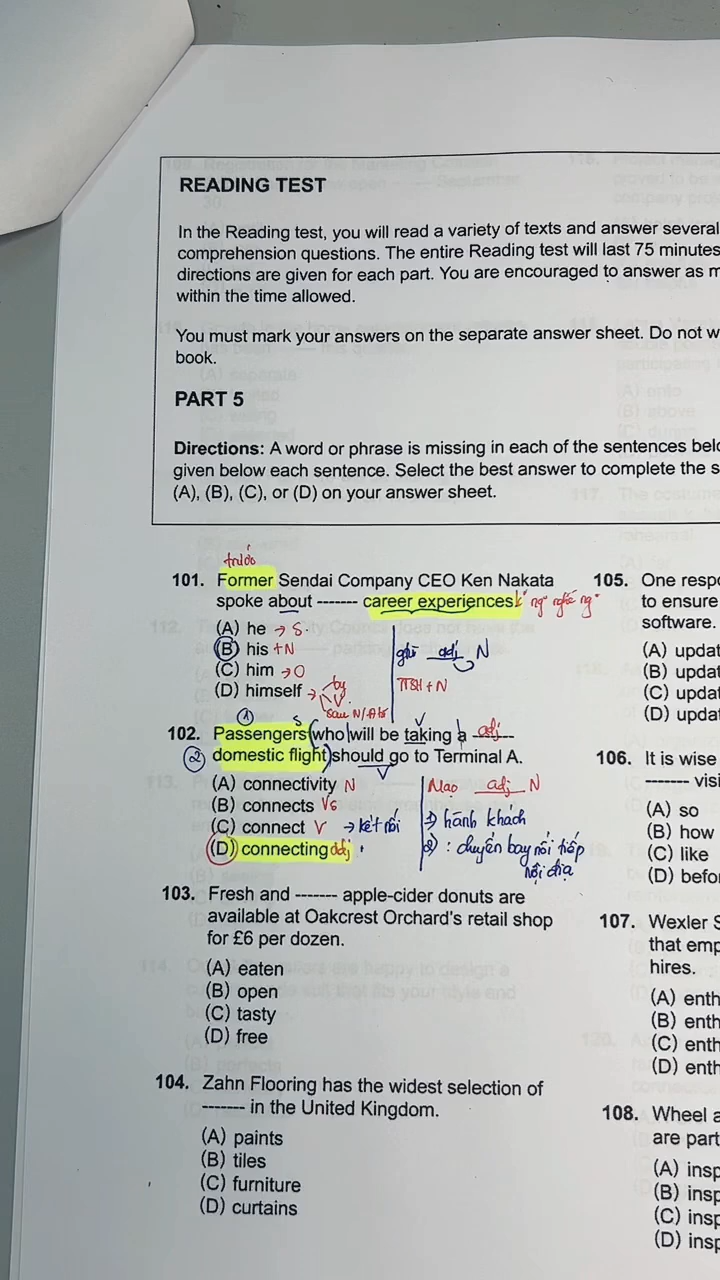 READING TEST
In the Reading test, you will read a variety of texts and answer several
comprehension questions. The entire Reading test will last 75 minutes
directions are given for each part. You are encouraged to answer as m
within the time allowed.
You must mark your answers on the separate answer sheet. Do not w
book.
PART 5
Directions: A word or phrase is missing in each of the sentences belo
given below each sentence. Select the best answer to complete the s
(A), (B), (C), or (D) on your answer sheet.
trước
101. Former Sendai Company CEO Ken Nakata
spoke about ------- career experiences.
(A) he → S.
(B) his +N
(C) him → O
(D) himself → by
adj N
TTSH + N
① S V
102. Passengers (who will be taking a -------
adj
② domestic flight) should go to Terminal A.
V
(A) connectivity N
(B) connects Vs
(C) connect V → kết nối
(D) connecting adj
Mạo adj N
1) hành khách
2) : chuyến bay nối tiếp
nội địa
103. Fresh and ------- apple-cider donuts are
available at Oakcrest Orchard's retail shop
for £6 per dozen.
(A) eaten
(B) open
(C) tasty
(D) free
104. Zahn Flooring has the widest selection of
------- in the United Kingdom.
(A) paints
(B) tiles
(C) furniture
(D) curtains
105. One resp
to ensure
software.
(A) updat
(B) updat
(C) updat
(D) updat
106. It is wise
------- visi
(A) so
(B) how
(C) like
(D) befo
107. Wexler S
that emp
hires.
(A) enth
(B) enth
(C) enth
(D) enth
108. Wheel a
are part
(A) insp
(B) insp
(C) insp
(D) insp